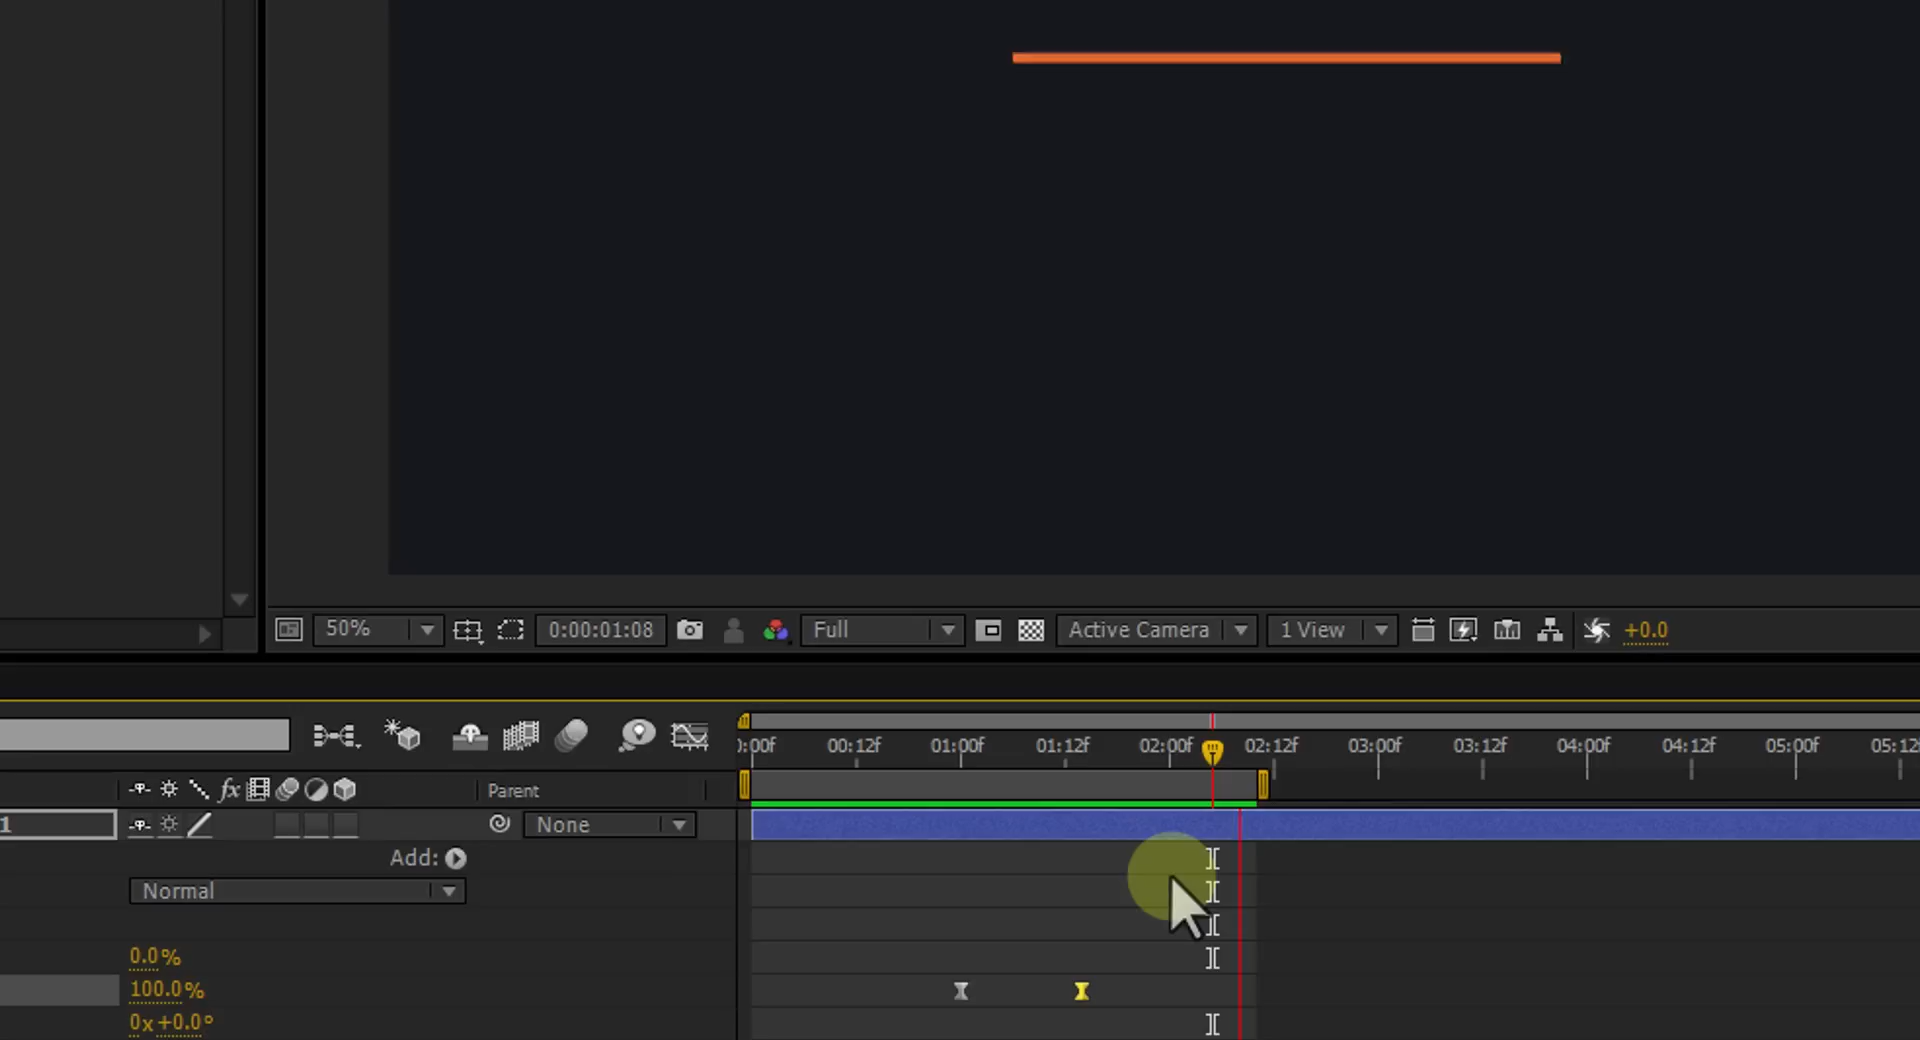 50% 0:00:01:08 Full Active Camera 1 View +0.0
0:00f 00:12f 01:00f 01:12f 02:00f 02:12f 03:00f 03:12f 04:00f 04:12f 05:00f 05:12
fx Parent
1 None
Add:
Normal
0.0%
100.0%
0x+0.0°